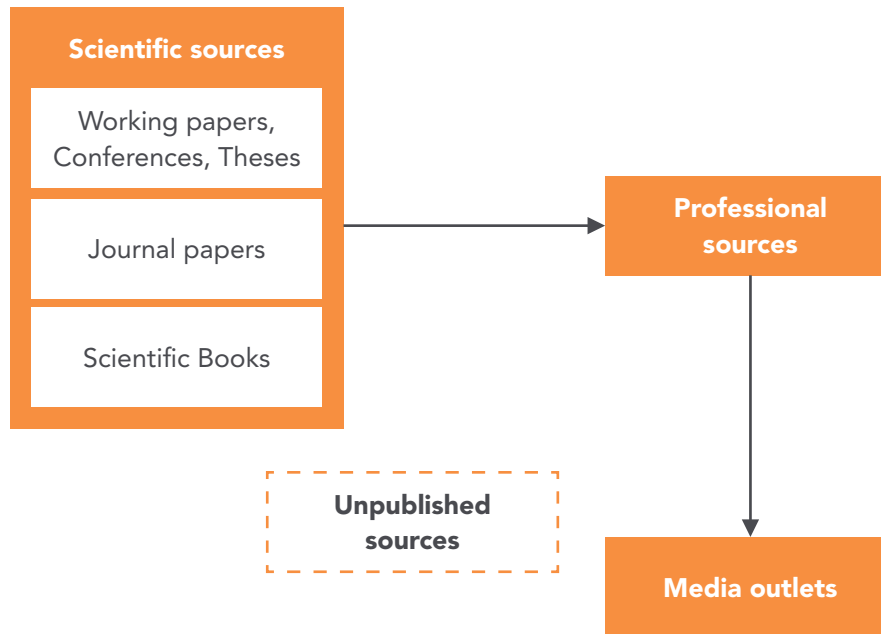 Scientific sources
Working papers,
Conferences, Theses
Journal papers
Scientific Books
Professional
sources
Unpublished
sources
Media outlets